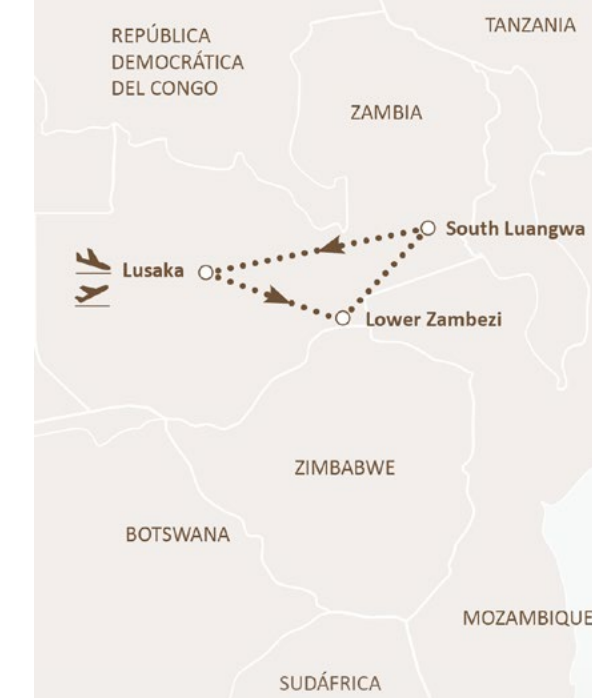 TANZANIA
REPÚBLICA
DEMOCRÁTICA
DEL CONGO
ZAMBIA
South Luangwa
Lusaka
Lower Zambezi
ZIMBABWE
BOTSWANA
MOZAMBIQUE
SUDÁFRICA